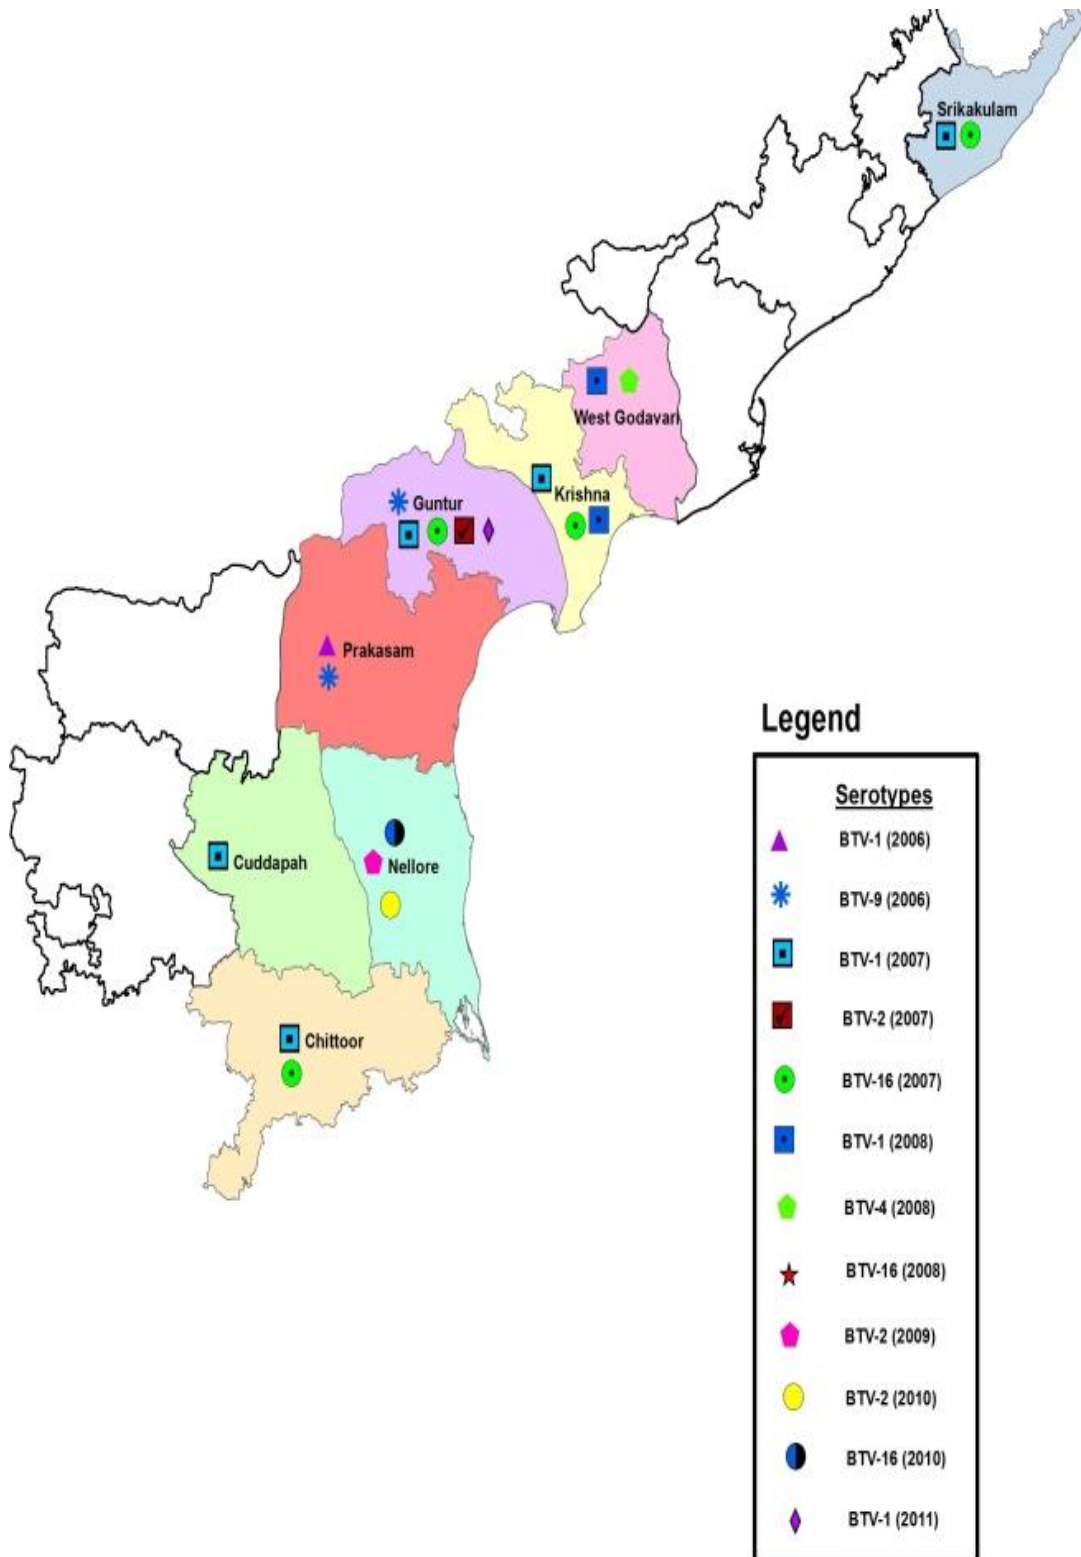 Srikakulam
West Godavari
Krishna
Guntur
Prakasam
Cuddapah
Nellore
Chittoor
Legend
Serotypes
BTV-1 (2006)
BTV-9 (2006)
BTV-1 (2007)
BTV-2 (2007)
BTV-16 (2007)
BTV-1 (2008)
BTV-4 (2008)
BTV-16 (2008)
BTV-2 (2009)
BTV-2 (2010)
BTV-16 (2010)
BTV-1 (2011)